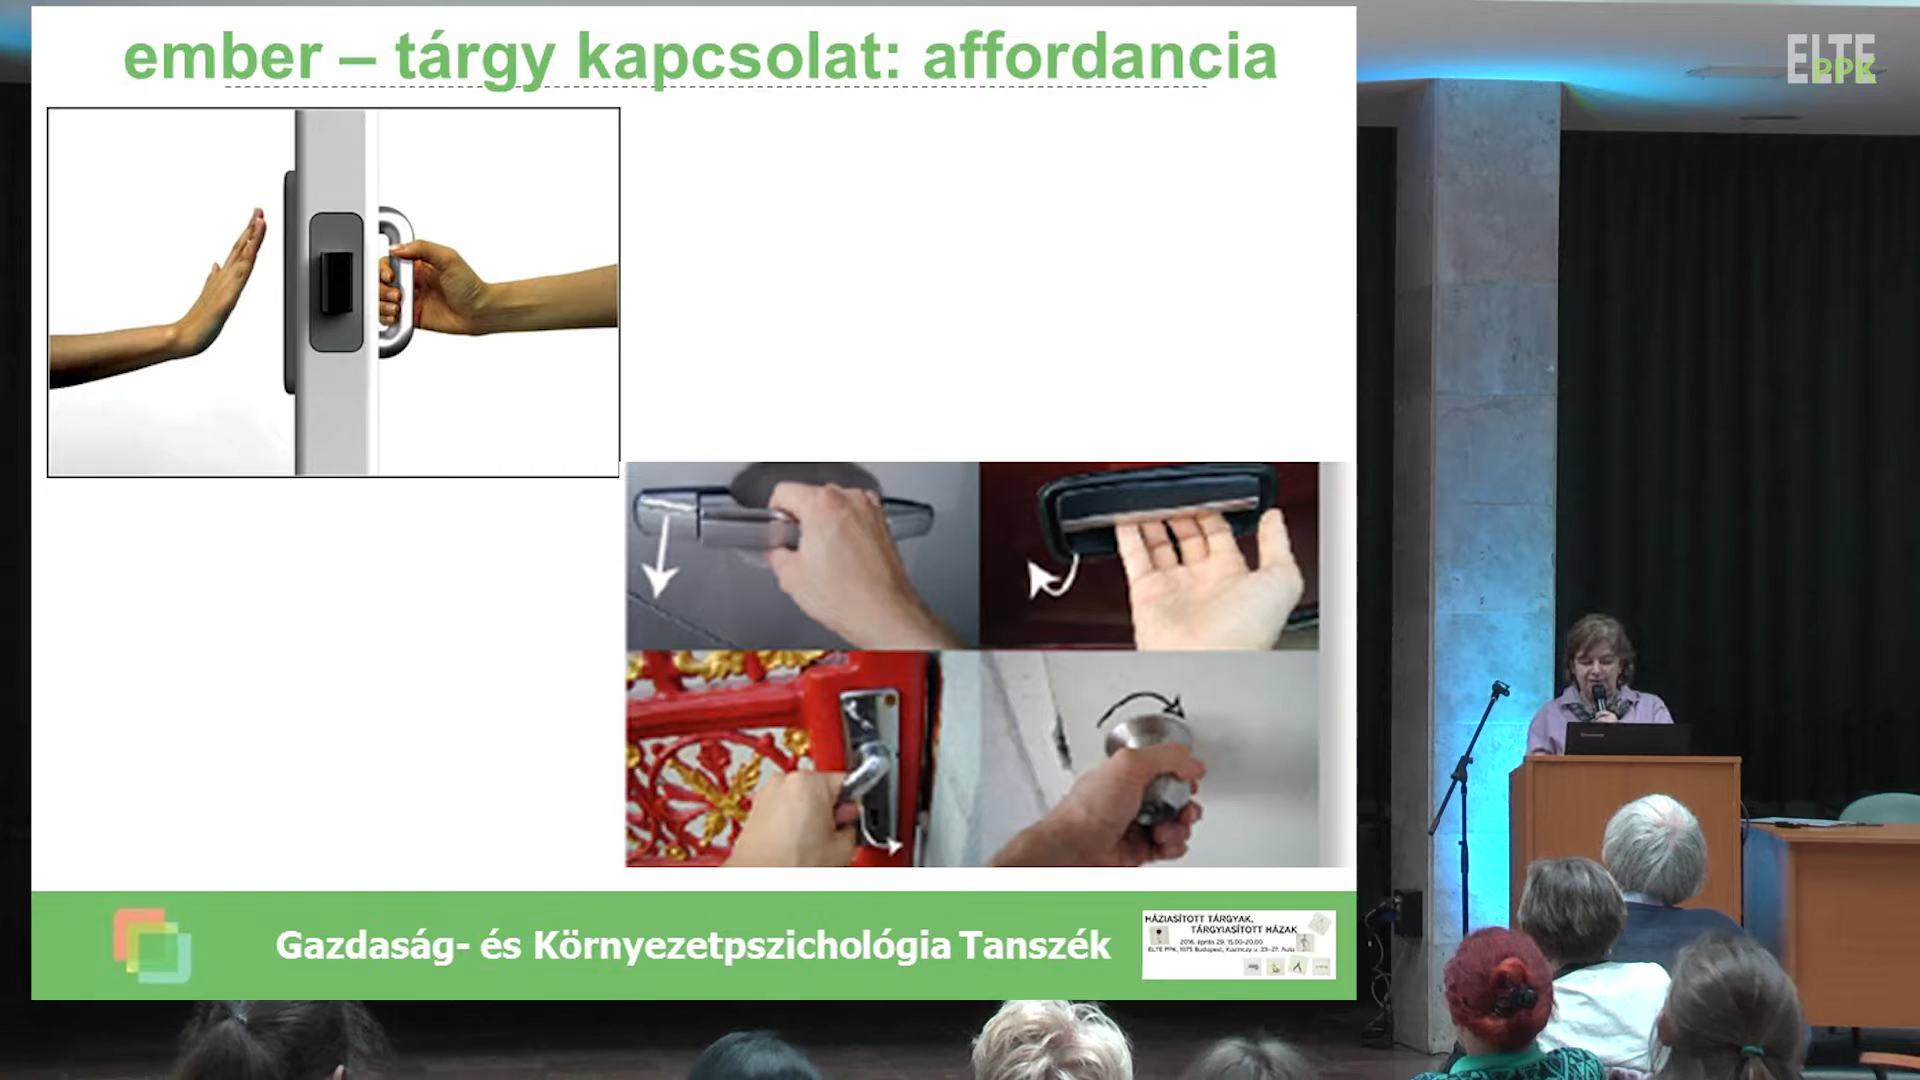 ember – tárgy kapcsolat: affordancia
ELTE
PPK
Gazdaság- és Környezetpszichológia Tanszék
HÁZIASÍTOTT TÁRGYAK,
TÁRGYIASÍTOTT HÁZAK
2016. április 29. 15.00-20.00
ELTE PPK, 1075 Budapest, Kazinczy u. 23-27. Aula